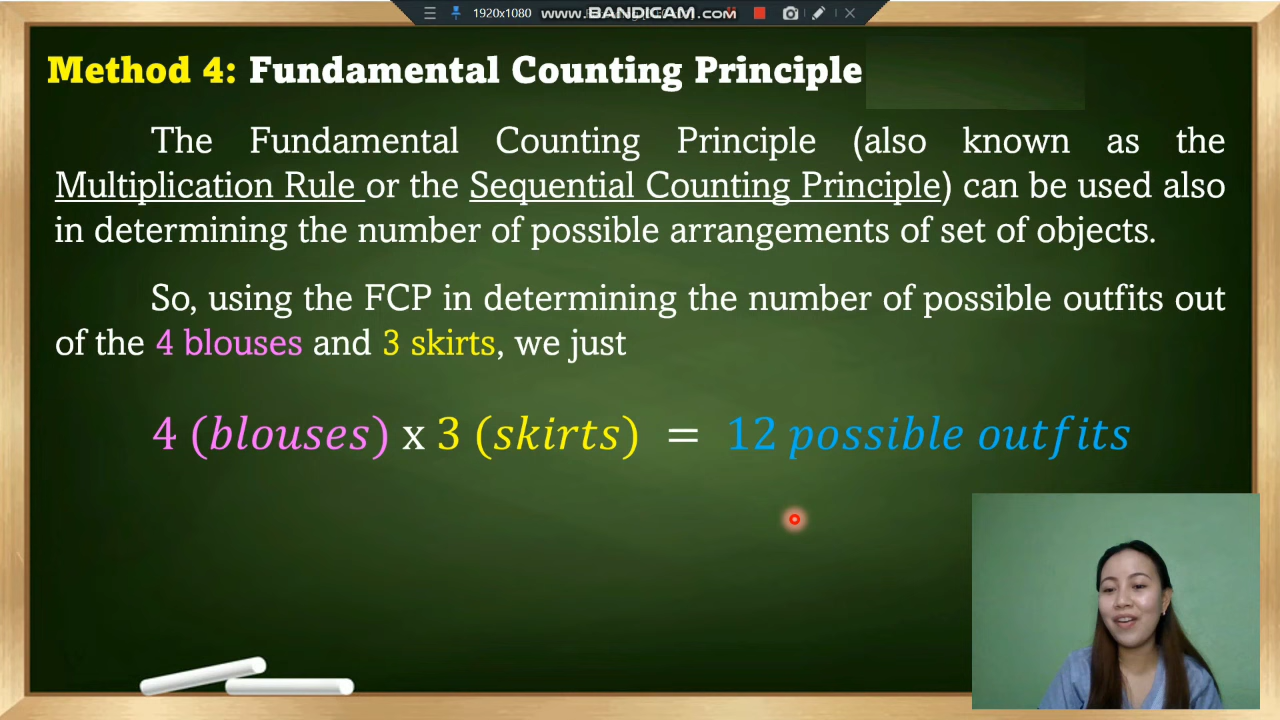 1920x1080 www.BANDICAM.com
Method 4: Fundamental Counting Principle
The Fundamental Counting Principle (also known as the
Multiplication Rule or the Sequential Counting Principle) can be used also
in determining the number of possible arrangements of set of objects.
So, using the FCP in determining the number of possible outfits out
of the 4 blouses and 3 skirts, we just
4 (blouses) x 3 (skirts) = 12 possible outfits